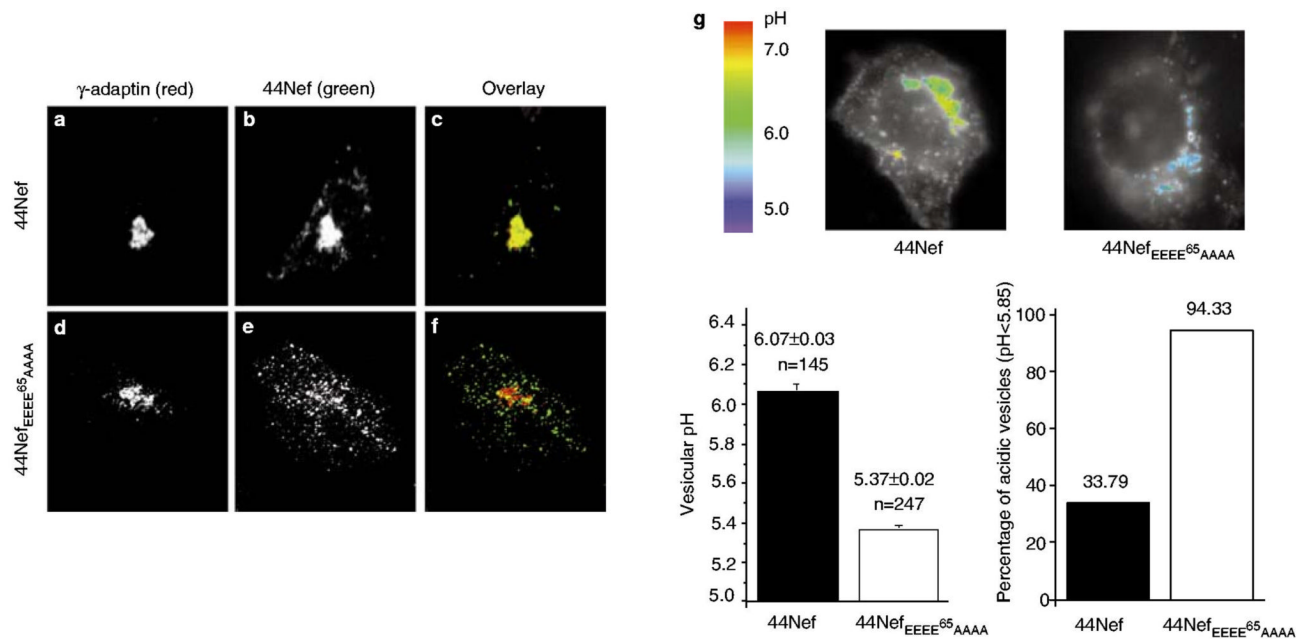 γ-adaptin (red) 44Nef (green) Overlay
44Nef
a b c
44NefEEEE65AAAA
d e f
g
pH
7.0
6.0
5.0
44Nef 44NefEEEE65AAAA
Vesicular pH
6.4
6.2
6.0
5.8
5.6
5.4
5.2
5.0
6.07±0.03
n=145
5.37±0.02
n=247
44Nef 44NefEEEE65AAAA
Percentage of acidic vesicles (pH<5.85)
100
80
60
40
20
0
33.79
94.33
44Nef 44NefEEEE65AAAA